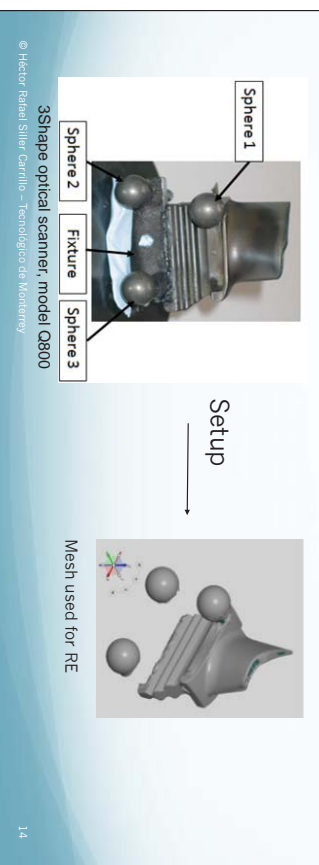 Setup
Sphere 1
Sphere 2
Fixture
Sphere 3
3Shape optical scanner, model Q800
Mesh used for RE
© Héctor Rafael Siller Carrillo – Tecnológico de Monterrey
14